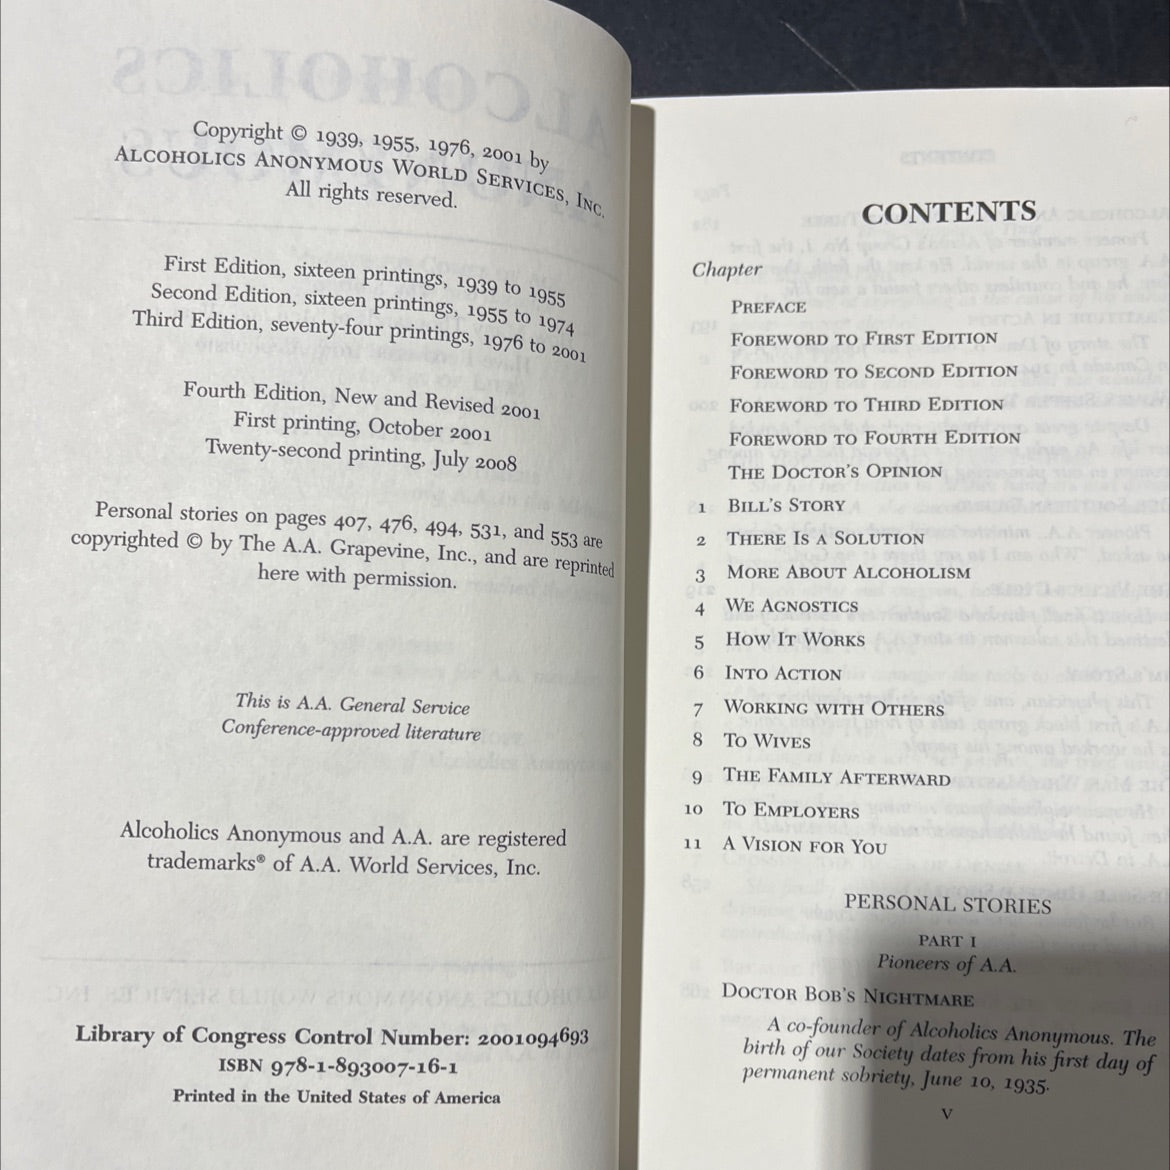 Copyright © 1939, 1955, 1976, 2001 by
ALCOHOLICS ANONYMOUS WORLD SERVICES, INC.
All rights reserved.
First Edition, sixteen printings, 1939 to 1955
Second Edition, sixteen printings, 1955 to 1974
Third Edition, seventy-four printings, 1976 to 2001
Fourth Edition, New and Revised 2001
First printing, October 2001
Twenty-second printing, July 2008
Personal stories on pages 407, 476, 494, 531, and 553 are
copyrighted © by The A.A. Grapevine, Inc., and are reprinted
here with permission.
This is A.A. General Service
Conference-approved literature
Alcoholics Anonymous and A.A. are registered
trademarks® of A.A. World Services, Inc.
Library of Congress Control Number: 2001094693
ISBN 978-1-893007-16-1
Printed in the United States of America
CONTENTS
Chapter
PREFACE
FOREWORD TO FIRST EDITION
FOREWORD TO SECOND EDITION
FOREWORD TO THIRD EDITION
FOREWORD TO FOURTH EDITION
THE DOCTOR'S OPINION
1 BILL'S STORY
2 THERE IS A SOLUTION
3 MORE ABOUT ALCOHOLISM
4 WE AGNOSTICS
5 HOW IT WORKS
6 INTO ACTION
7 WORKING WITH OTHERS
8 TO WIVES
9 THE FAMILY AFTERWARD
10 TO EMPLOYERS
11 A VISION FOR YOU
PERSONAL STORIES
PART I
Pioneers of A.A.
DOCTOR BOB'S NIGHTMARE
A co-founder of Alcoholics Anonymous. The
birth of our Society dates from his first day of
permanent sobriety, June 10, 1935.
V